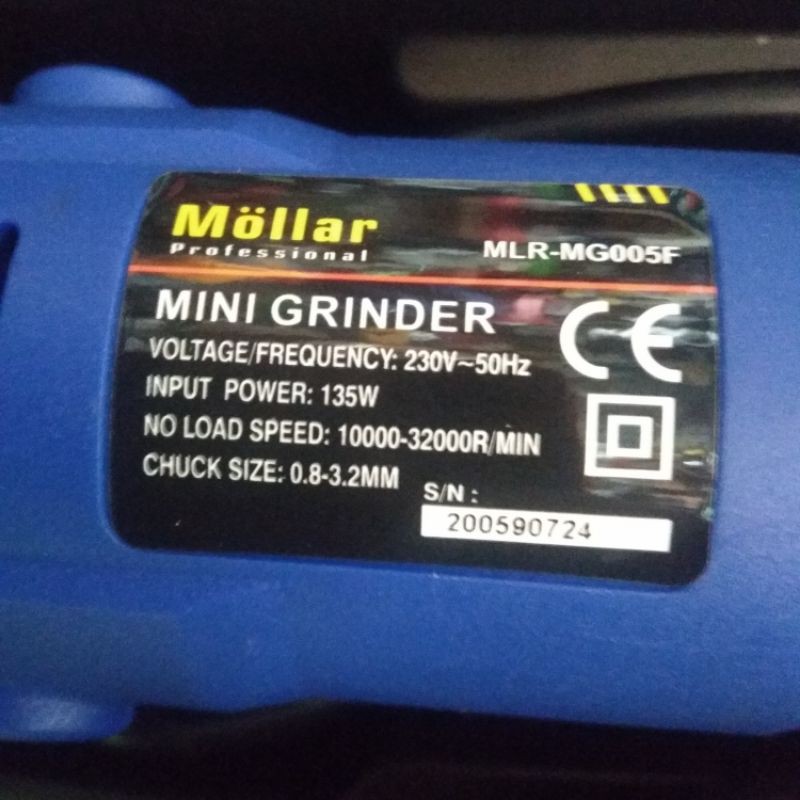 Möllar
Professional
MLR-MG005F
MINI GRINDER
VOLTAGE/FREQUENCY: 230V~50Hz
INPUT POWER: 135W
NO LOAD SPEED: 10000-32000R/MIN
CHUCK SIZE: 0.8-3.2MM
CE
S/N :
200590724